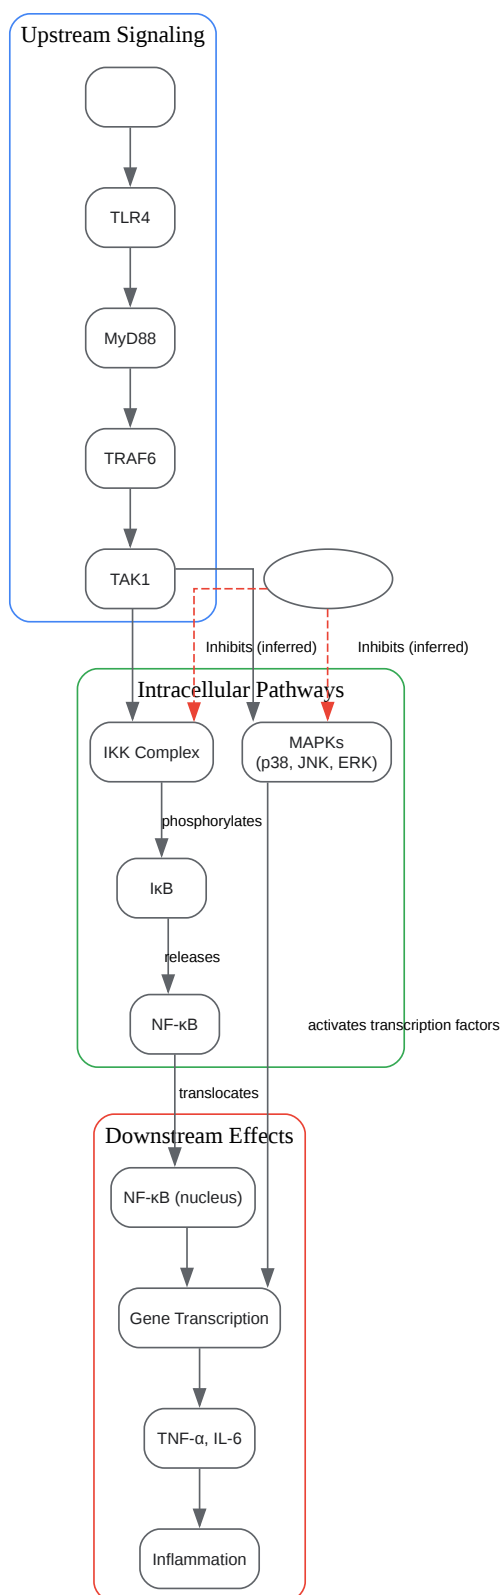 Upstream Signaling
TLR4
MyD88
TRAF6
TAK1
Inhibits (inferred)
Inhibits (inferred)
Intracellular Pathways
IKK Complex
MAPKs
(p38, JNK, ERK)
phosphorylates
IκB
releases
NF-κB
activates transcription factors
translocates
Downstream Effects
NF-κB (nucleus)
Gene Transcription
TNF-α, IL-6
Inflammation